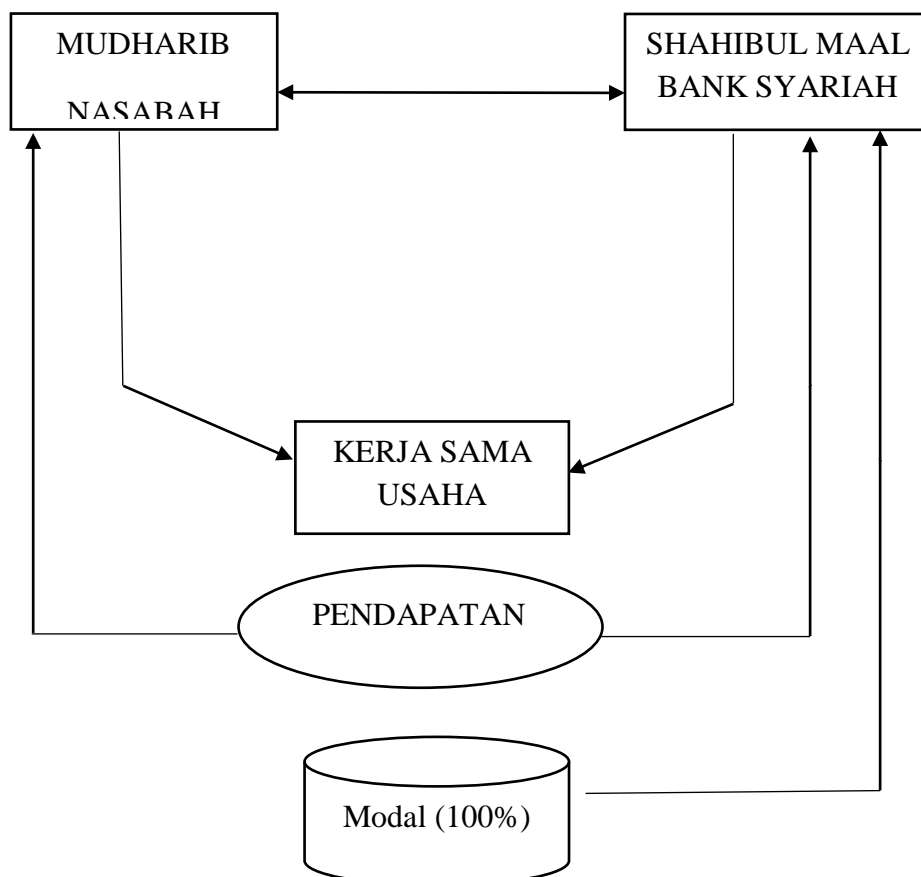 MUDHARIB
NASABAH
SHAHIBUL MAAL
BANK SYARIAH
KERJA SAMA
USAHA
PENDAPATAN
Modal (100%)